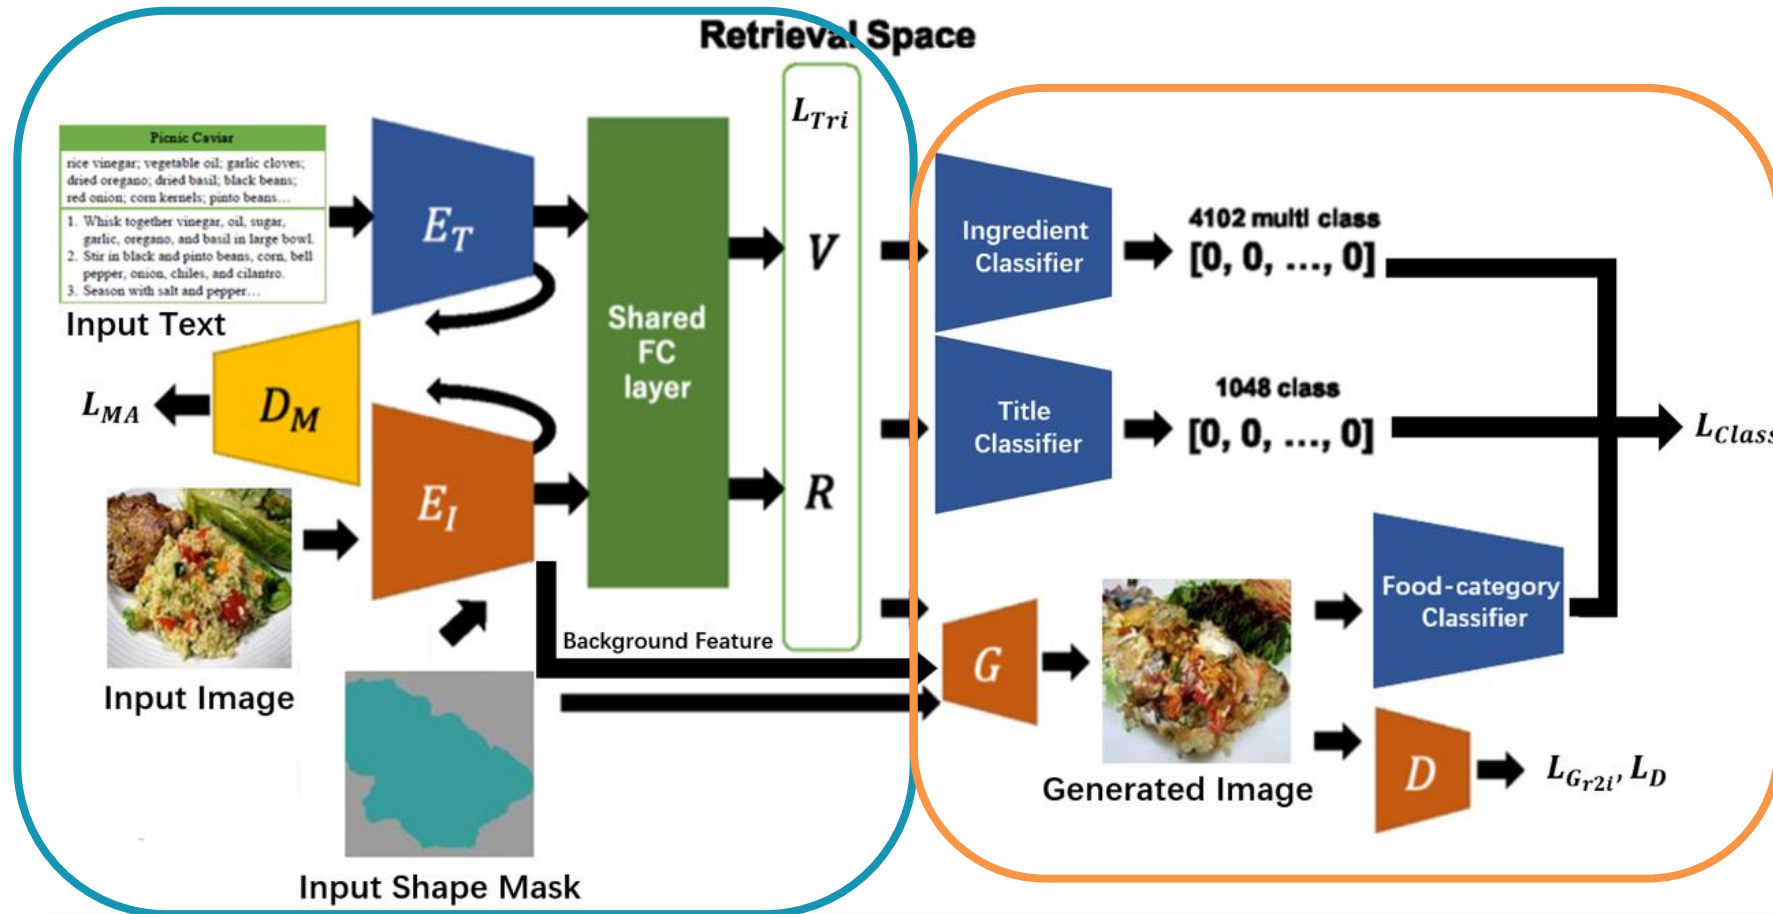 Retrieval Space
Picnic Caviar
rice vinegar; vegetable oil; garlic cloves;
dried oregano; dried basil; black beans;
red onion; corn kernels; pinto beans…
1. Whisk together vinegar, oil, sugar,
garlic, oregano, and basil in large bowl.
2. Stir in black and pinto beans, corn, bell
pepper, onion, chiles, and cilantro.
3. Season with salt and pepper…
Input Text
E_T
L_MA
D_M
E_I
Input Image
Input Shape Mask
Shared
FC
layer
Background Feature
L_Tri
V
R
Ingredient
Classifier
4102 multi class
[0, 0, …, 0]
Title
Classifier
1048 class
[0, 0, …, 0]
L_Class
G
Generated Image
Food-category
Classifier
D
L_{G_{r2i}}, L_D